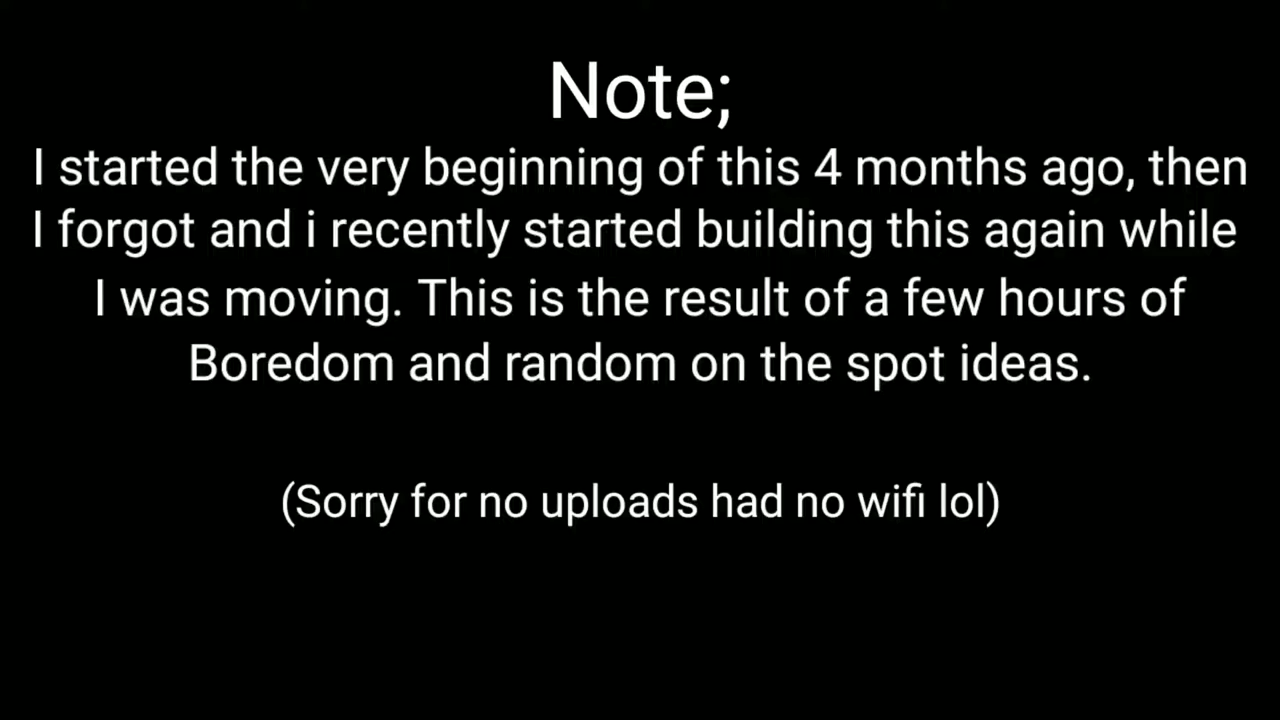 Note;
I started the very beginning of this 4 months ago, then
I forgot and i recently started building this again while
I was moving. This is the result of a few hours of
Boredom and random on the spot ideas.
(Sorry for no uploads had no wifi lol)